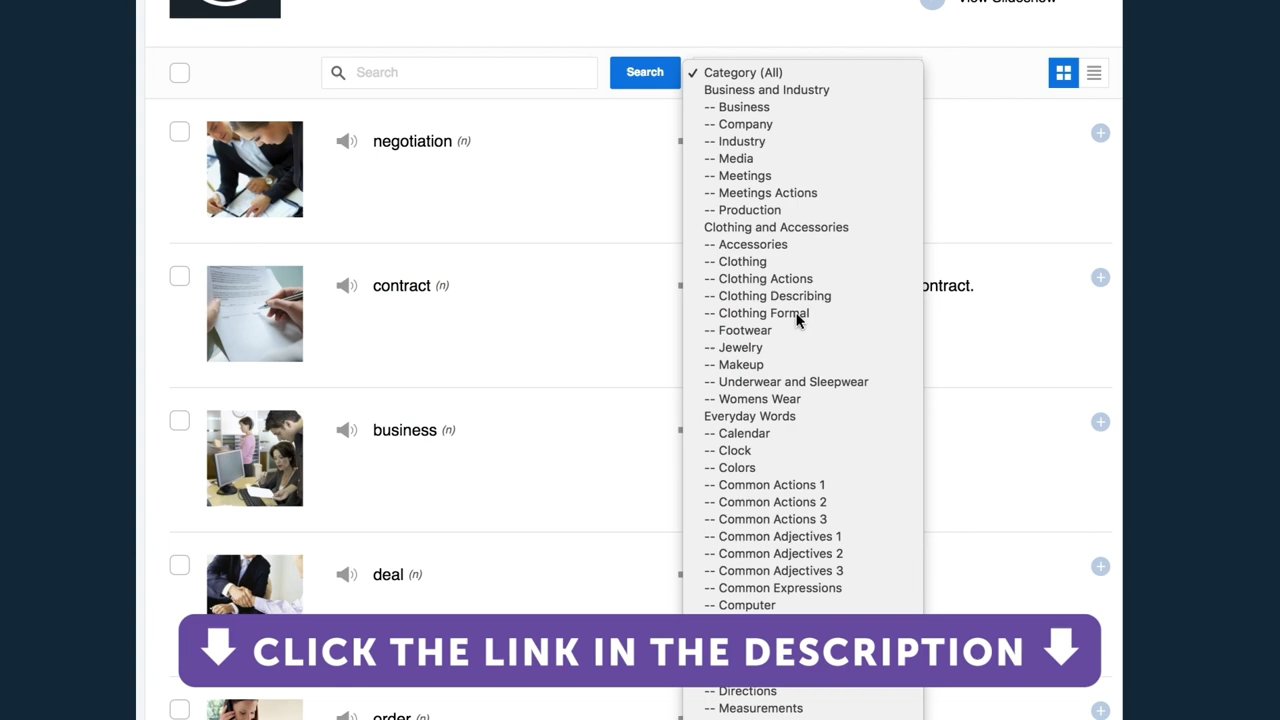 View Slideshow
Search
Search
✓ Category (All)
Business and Industry
-- Business
-- Company
-- Industry
-- Media
-- Meetings
-- Meetings Actions
-- Production
Clothing and Accessories
-- Accessories
-- Clothing
-- Clothing Actions
-- Clothing Describing
-- Clothing Formal
-- Footwear
-- Jewelry
-- Makeup
-- Underwear and Sleepwear
-- Womens Wear
Everyday Words
-- Calendar
-- Clock
-- Colors
-- Common Actions 1
-- Common Actions 2
-- Common Actions 3
-- Common Adjectives 1
-- Common Adjectives 2
-- Common Adjectives 3
-- Common Expressions
-- Computer
-- Directions
-- Measurements
negotiation (n)
contract (n)
contract.
business (n)
deal (n)
order (n)
CLICK THE LINK IN THE DESCRIPTION